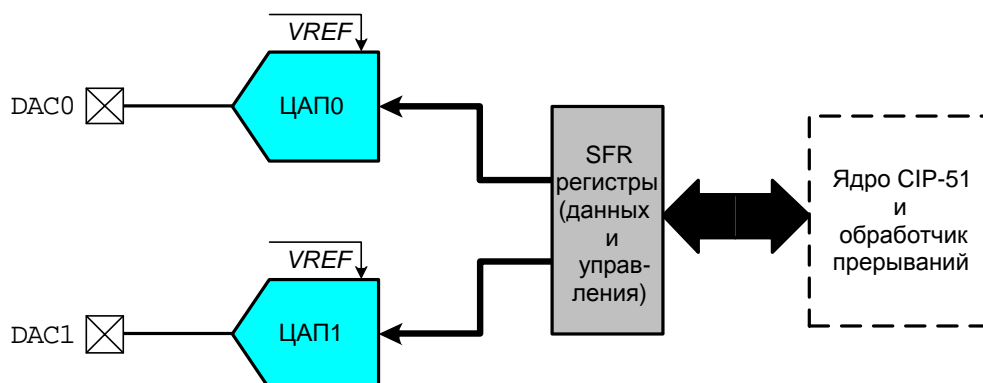 VREF
DAC0
ЦАП0
SFR
регистры
(данных
и
управ-
ления)
Ядро CIP-51
и
обработчик
прерываний
VREF
DAC1
ЦАП1